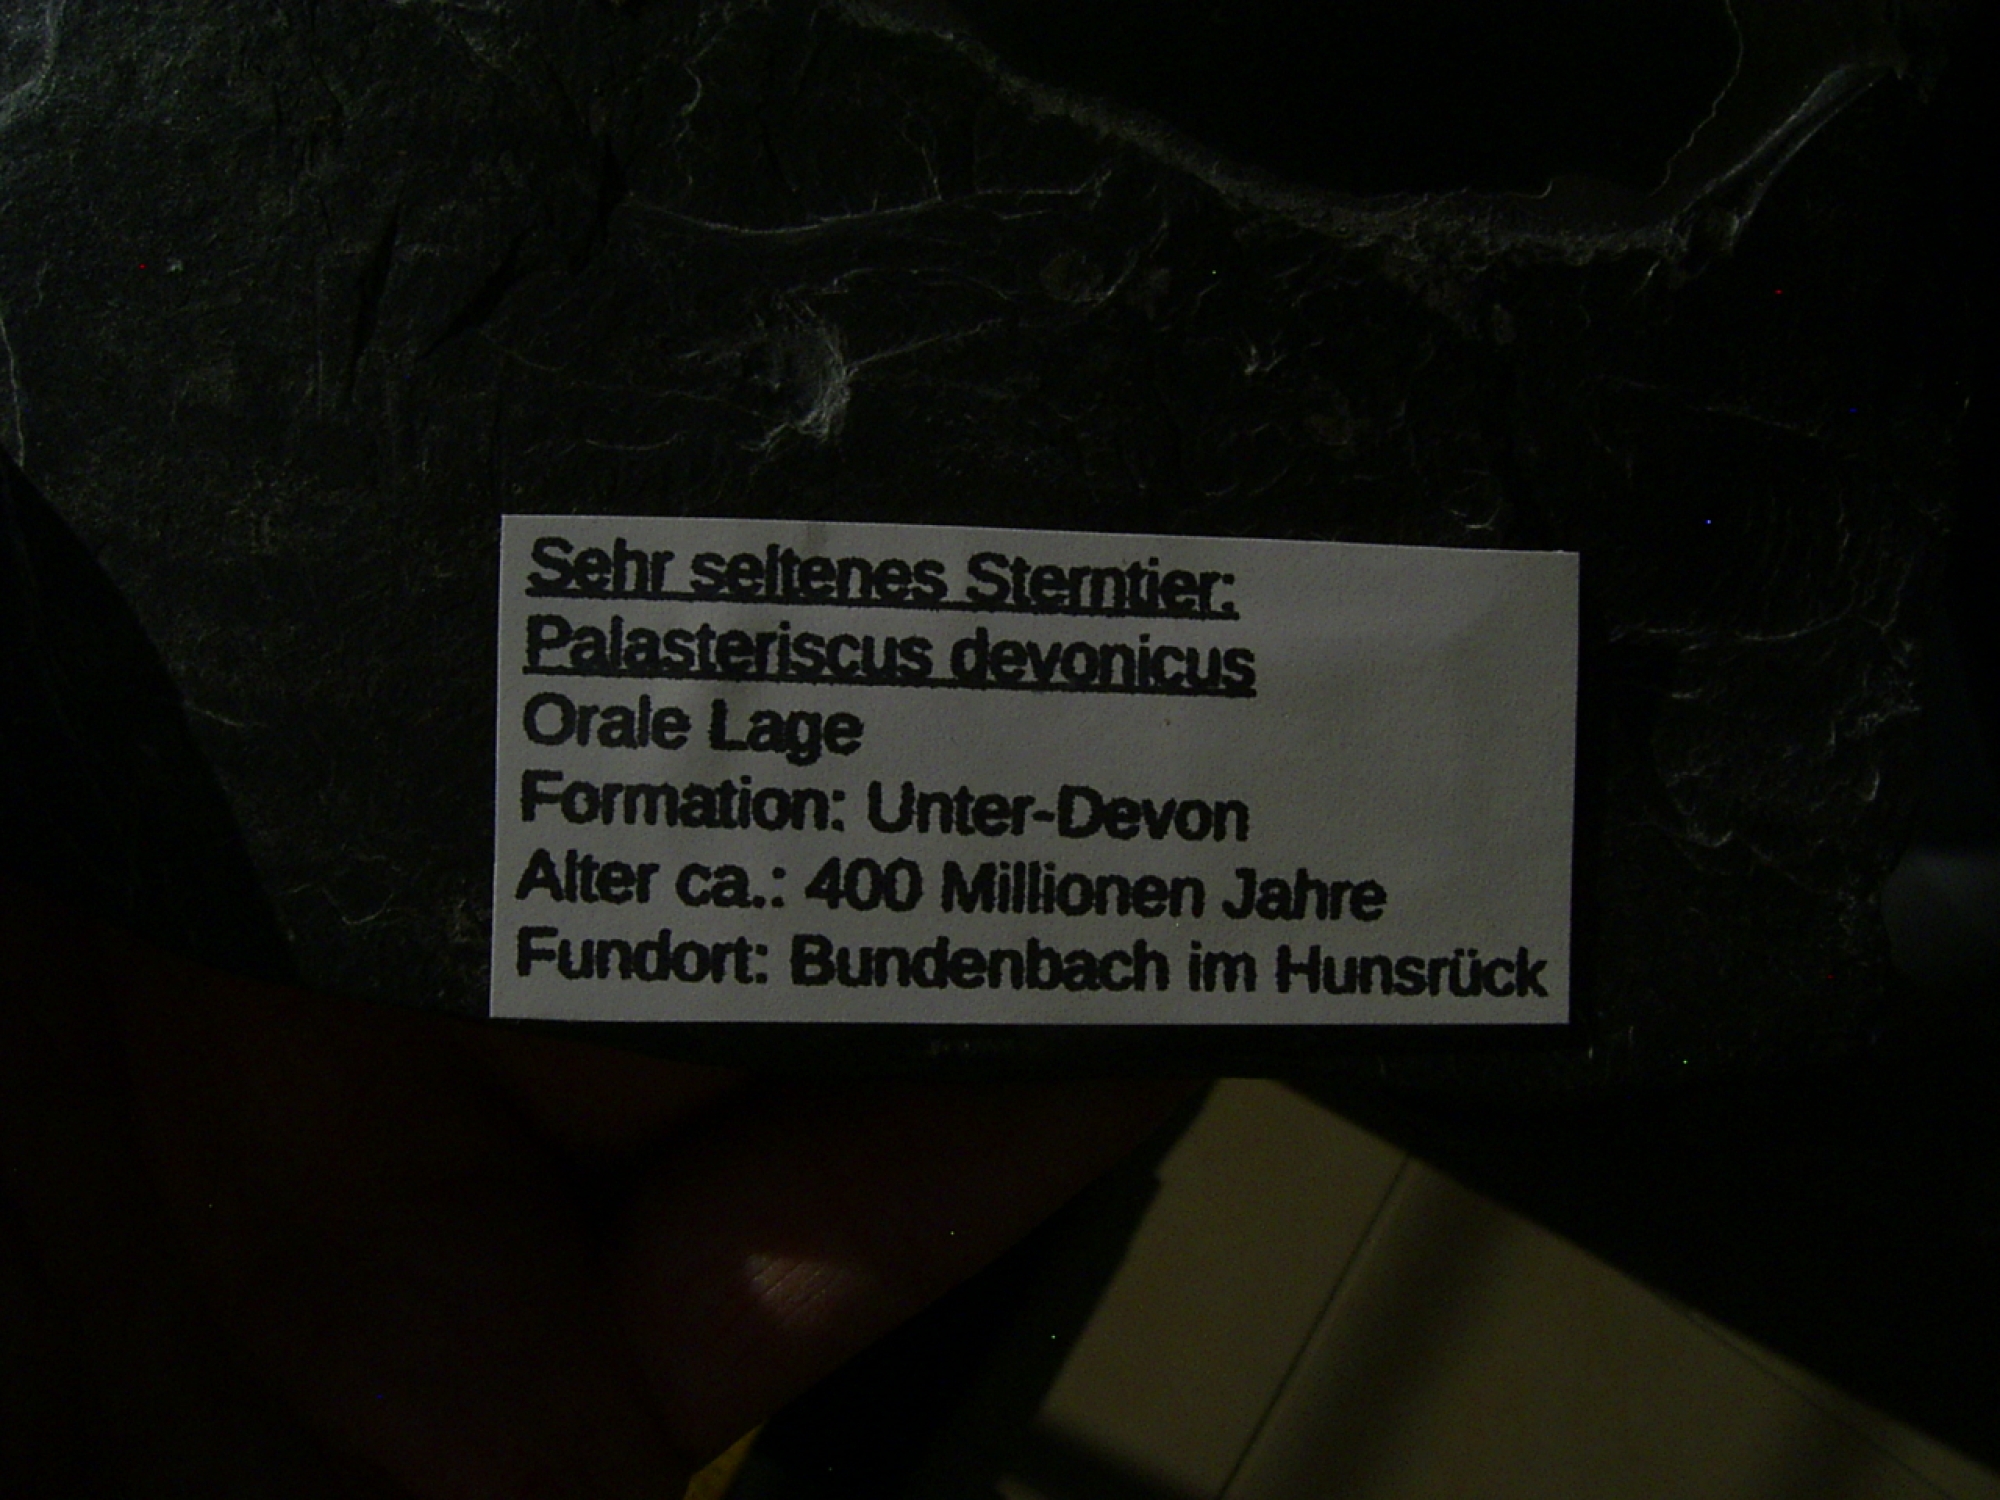 Sehr seltenes Sterntier:
Palasteriscus devonicus
Orale Lage
Formation: Unter-Devon
Alter ca.: 400 Millionen Jahre
Fundort: Bundenbach im Hunsrück